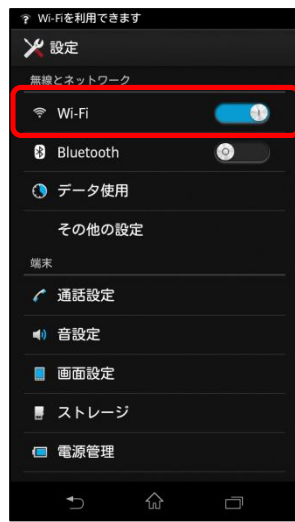 Wi-Fiを利用できます
設定
無線とネットワーク
Wi-Fi
Bluetooth
データ使用
その他の設定
端末
通話設定
音設定
画面設定
ストレージ
電源管理